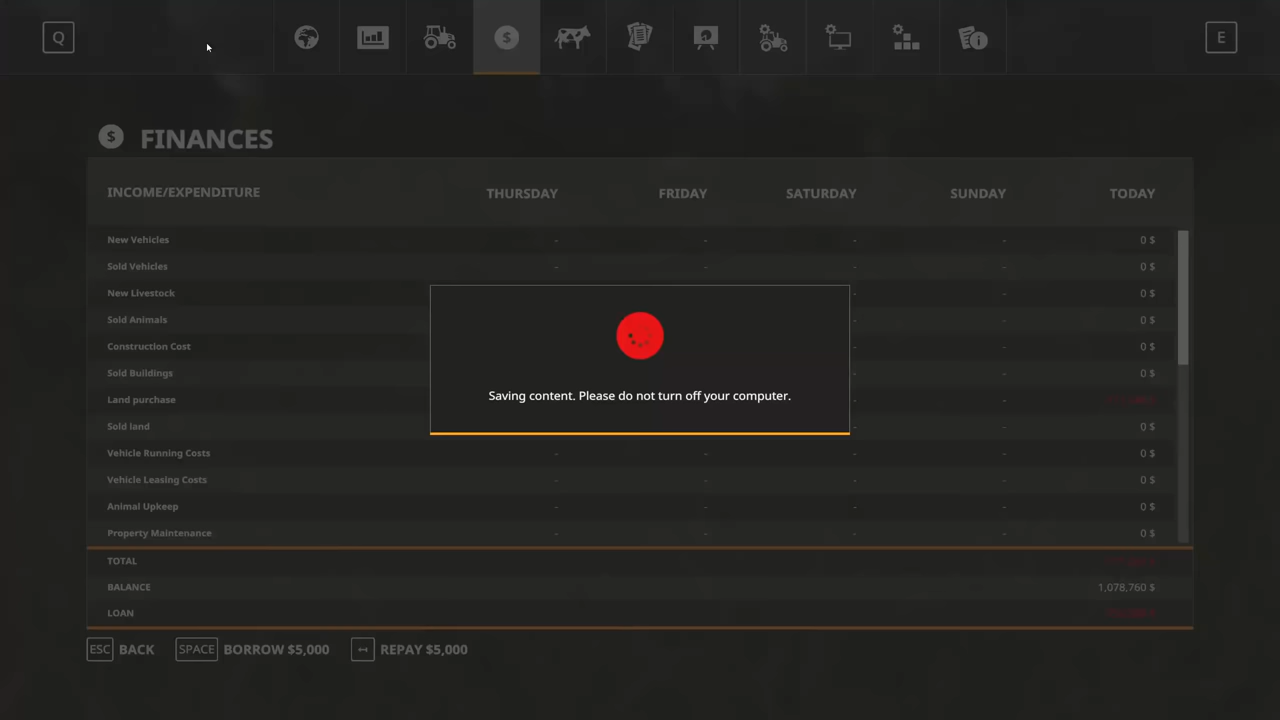 Q
E
FINANCES
INCOME/EXPENDITURE THURSDAY FRIDAY SATURDAY SUNDAY TODAY
New Vehicles - - - - 0 $
Sold Vehicles - - - - 0 $
New Livestock - - 0 $
Sold Animals - - 0 $
Construction Cost - - 0 $
Sold Buildings - - 0 $
Land purchase - -
Sold land - - 0 $
Vehicle Running Costs - - - - 0 $
Vehicle Leasing Costs - - - - 0 $
Animal Upkeep - - - - 0 $
Property Maintenance - - - - 0 $
Saving content. Please do not turn off your computer.
TOTAL
BALANCE 1,078,760 $
LOAN
ESC BACK SPACE BORROW $5,000 ↔ REPAY $5,000